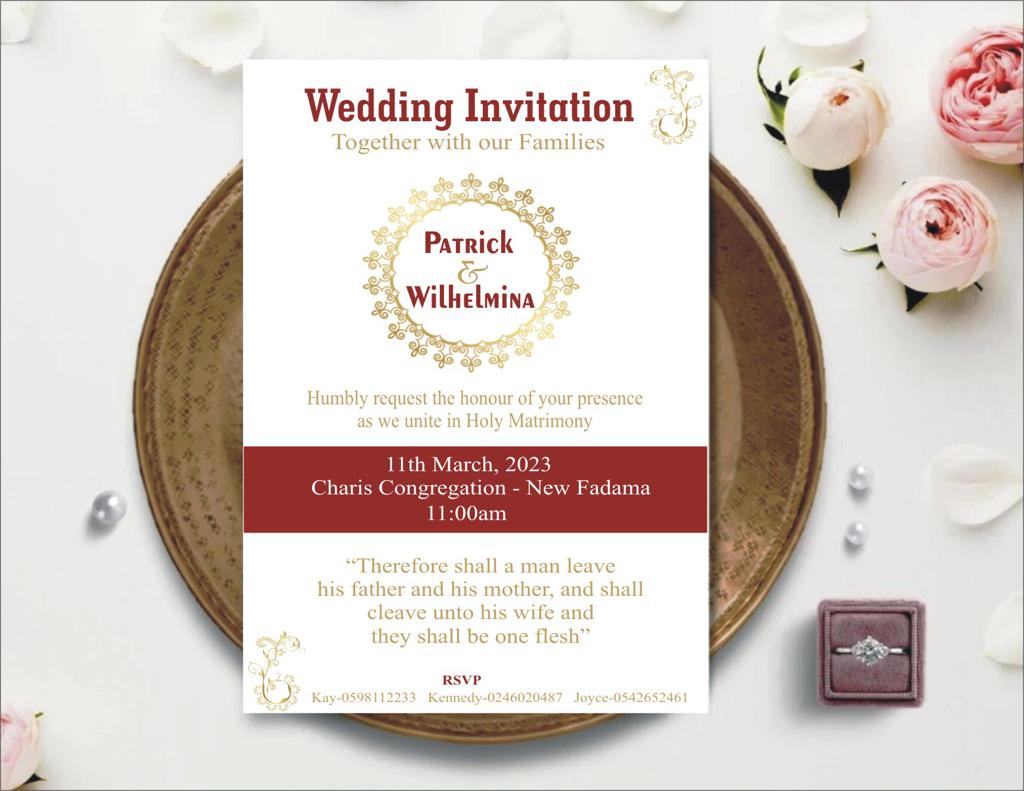 Wedding Invitation
Together with our Families
Patrick
&
Wilhelmina
Humbly request the honour of your presence
as we unite in Holy Matrimony
11th March, 2023
Charis Congregation - New Fadama
11:00am
“Therefore shall a man leave
his father and his mother, and shall
cleave unto his wife and
they shall be one flesh”
RSVP
Kay-0598112233 Kennedy-0246020487 Joyce-0542652461